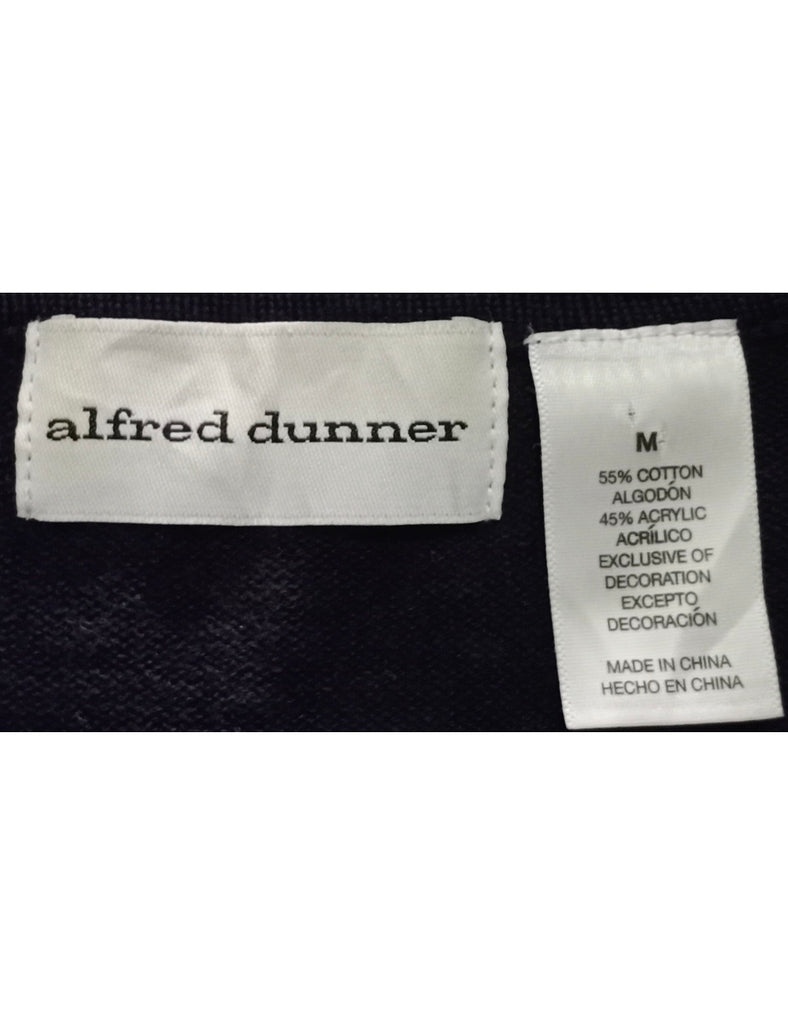 alfred dunner
M
55% COTTON
ALGODÓN
45% ACRYLIC
ACRÍLICO
EXCLUSIVE OF
DECORATION
EXCEPTO
DECORACIÓN
MADE IN CHINA
HECHO EN CHINA